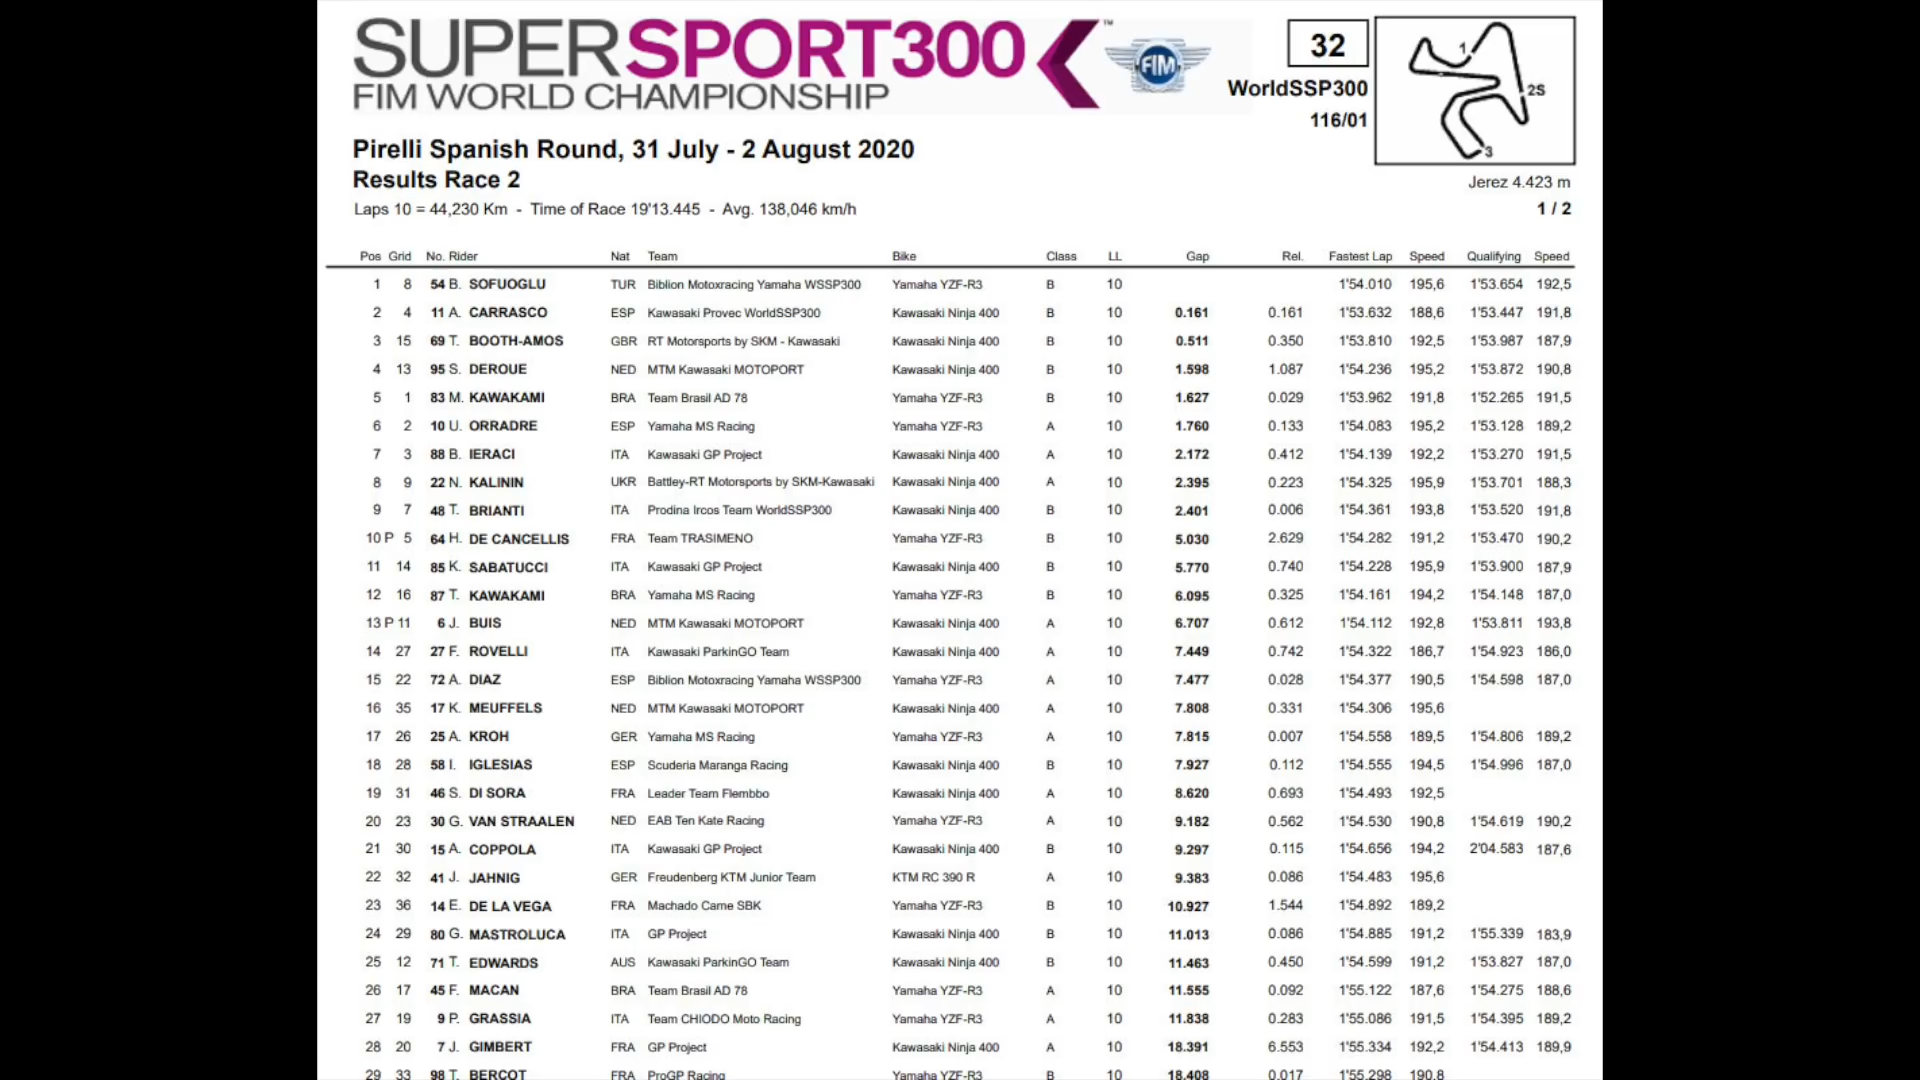 SUPERSPORT300 ™
FIM WORLD CHAMPIONSHIP
FIM
32
WorldSSP300
116/01
1
2S
3
Pirelli Spanish Round, 31 July - 2 August 2020
Results Race 2
Jerez 4.423 m
Laps 10 = 44,230 Km - Time of Race 19'13.445 - Avg. 138,046 km/h
1 / 2
Pos Grid No. Rider Nat Team Bike Class LL Gap Rel. Fastest Lap Speed Qualifying Speed
1 8 54 B. SOFUOGLU TUR Biblion Motoxracing Yamaha WSSP300 Yamaha YZF-R3 B 10 1'54.010 195,6 1'53.654 192,5
2 4 11 A. CARRASCO ESP Kawasaki Provec WorldSSP300 Kawasaki Ninja 400 B 10 0.161 0.161 1'53.632 188,6 1'53.447 191,8
3 15 69 T. BOOTH-AMOS GBR RT Motorsports by SKM - Kawasaki Kawasaki Ninja 400 B 10 0.511 0.350 1'53.810 192,5 1'53.987 187,9
4 13 95 S. DEROUE NED MTM Kawasaki MOTOPORT Kawasaki Ninja 400 B 10 1.598 1.087 1'54.236 195,2 1'53.872 190,8
5 1 83 M. KAWAKAMI BRA Team Brasil AD 78 Yamaha YZF-R3 B 10 1.627 0.029 1'53.962 191,8 1'52.265 191,5
6 2 10 U. ORRADRE ESP Yamaha MS Racing Yamaha YZF-R3 A 10 1.760 0.133 1'54.083 195,2 1'53.128 189,2
7 3 88 B. IERACI ITA Kawasaki GP Project Kawasaki Ninja 400 A 10 2.172 0.412 1'54.139 192,2 1'53.270 191,5
8 9 22 N. KALININ UKR Battley-RT Motorsports by SKM-Kawasaki Kawasaki Ninja 400 A 10 2.395 0.223 1'54.325 195,9 1'53.701 188,3
9 7 48 T. BRIANTI ITA Prodina Ircos Team WorldSSP300 Kawasaki Ninja 400 B 10 2.401 0.006 1'54.361 193,8 1'53.520 191,8
10 P 5 64 H. DE CANCELLIS FRA Team TRASIMENO Yamaha YZF-R3 B 10 5.030 2.629 1'54.282 191,2 1'53.470 190,2
11 14 85 K. SABATUCCI ITA Kawasaki GP Project Kawasaki Ninja 400 B 10 5.770 0.740 1'54.228 195,9 1'53.900 187,9
12 16 87 T. KAWAKAMI BRA Yamaha MS Racing Yamaha YZF-R3 B 10 6.095 0.325 1'54.161 194,2 1'54.148 187,0
13 P 11 6 J. BUIS NED MTM Kawasaki MOTOPORT Kawasaki Ninja 400 A 10 6.707 0.612 1'54.112 192,8 1'53.811 193,8
14 27 27 F. ROVELLI ITA Kawasaki ParkinGO Team Kawasaki Ninja 400 A 10 7.449 0.742 1'54.322 186,7 1'54.923 186,0
15 22 72 A. DIAZ ESP Biblion Motoxracing Yamaha WSSP300 Yamaha YZF-R3 A 10 7.477 0.028 1'54.377 190,5 1'54.598 187,0
16 35 17 K. MEUFFELS NED MTM Kawasaki MOTOPORT Kawasaki Ninja 400 A 10 7.808 0.331 1'54.306 195,6
17 26 25 A. KROH GER Yamaha MS Racing Yamaha YZF-R3 A 10 7.815 0.007 1'54.558 189,5 1'54.806 189,2
18 28 58 I. IGLESIAS ESP Scuderia Maranga Racing Kawasaki Ninja 400 B 10 7.927 0.112 1'54.555 194,5 1'54.996 187,0
19 31 46 S. DI SORA FRA Leader Team Flembbo Kawasaki Ninja 400 A 10 8.620 0.693 1'54.493 192,5
20 23 30 G. VAN STRAALEN NED EAB Ten Kate Racing Yamaha YZF-R3 A 10 9.182 0.562 1'54.530 190,8 1'54.619 190,2
21 30 15 A. COPPOLA ITA Kawasaki GP Project Kawasaki Ninja 400 B 10 9.297 0.115 1'54.656 194,2 2'04.583 187,6
22 32 41 J. JAHNIG GER Freudenberg KTM Junior Team KTM RC 390 R A 10 9.383 0.086 1'54.483 195,6
23 36 14 E. DE LA VEGA FRA Machado Came SBK Yamaha YZF-R3 B 10 10.927 1.544 1'54.892 189,2
24 29 80 G. MASTROLUCA ITA GP Project Kawasaki Ninja 400 B 10 11.013 0.086 1'54.885 191,2 1'55.339 183,9
25 12 71 T. EDWARDS AUS Kawasaki ParkinGO Team Kawasaki Ninja 400 B 10 11.463 0.450 1'54.599 191,2 1'53.827 187,0
26 17 45 F. MACAN BRA Team Brasil AD 78 Yamaha YZF-R3 A 10 11.555 0.092 1'55.122 187,6 1'54.275 188,6
27 19 9 P. GRASSIA ITA Team CHIODO Moto Racing Yamaha YZF-R3 A 10 11.838 0.283 1'55.086 191,5 1'54.395 189,2
28 20 7 J. GIMBERT FRA GP Project Kawasaki Ninja 400 A 10 18.391 6.553 1'55.334 192,2 1'54.413 189,9
29 33 98 T. BERCOT FRA ProGP Racing Yamaha YZF-R3 B 10 18.408 0.017 1'55.298 190,8